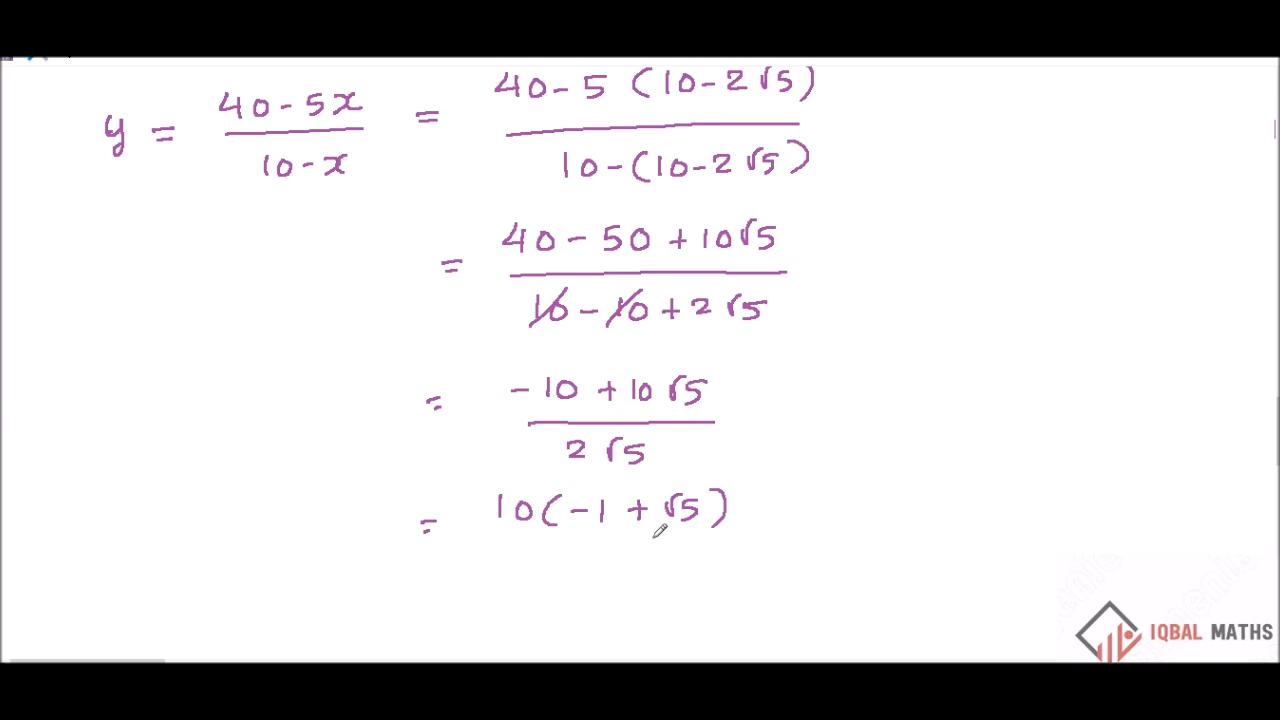 y = (40 - 5x)/(10 - x) = (40 - 5 (10 - 2√5))/(10 - (10 - 2√5))
= (40 - 50 + 10√5)/(10 - 10 + 2√5)
= (-10 + 10√5)/(2√5)
= 10(-1 + √5)
IQBAL MATHS